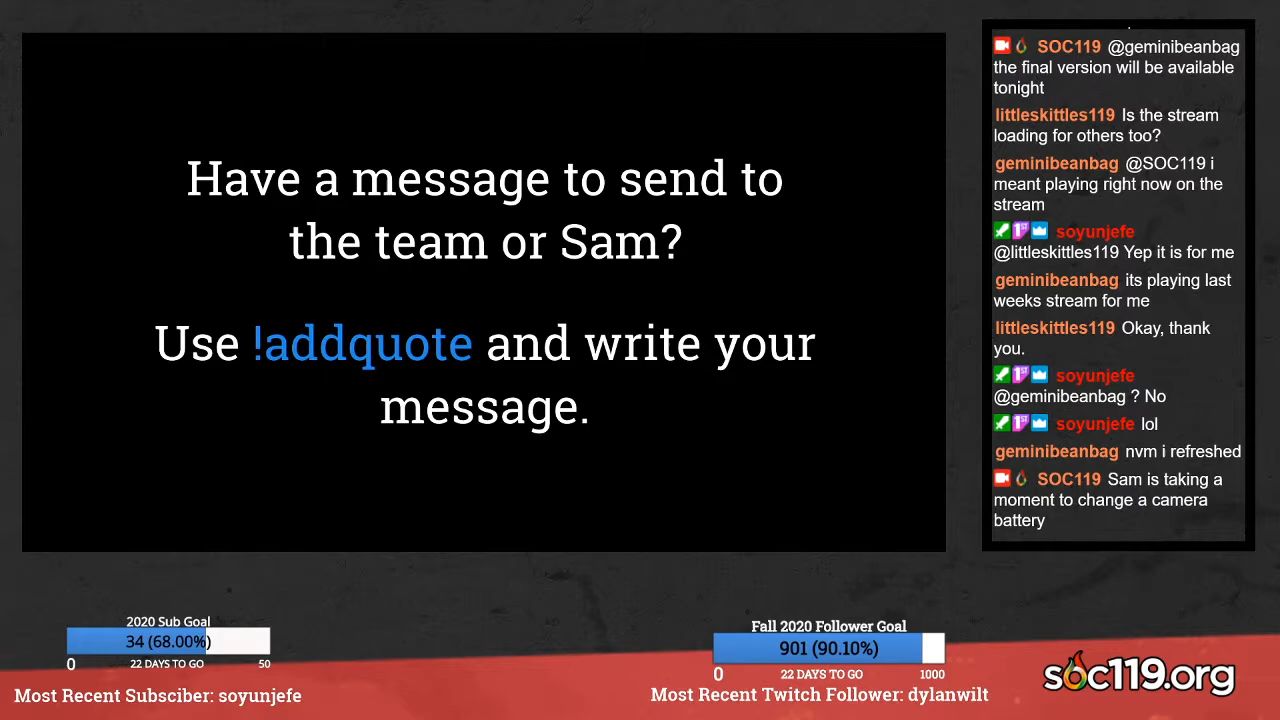 Have a message to send to
the team or Sam?
Use !addquote and write your
message.
SOC119 @geminibeanbag
the final version will be available
tonight
littleskittles119 Is the stream
loading for others too?
geminibeanbag @SOC119 i
meant playing right now on the
stream
1ST soyunjefe
@littleskittles119 Yep it is for me
geminibeanbag its playing last
weeks stream for me
littleskittles119 Okay, thank
you.
1ST soyunjefe
@geminibeanbag ? No
1ST soyunjefe lol
geminibeanbag nvm i refreshed
SOC119 Sam is taking a
moment to change a camera
battery
2020 Sub Goal
34 (68.00%)
0 22 DAYS TO GO 50
Most Recent Subsciber: soyunjefe
Fall 2020 Follower Goal
901 (90.10%)
0 22 DAYS TO GO 1000
Most Recent Twitch Follower: dylanwilt
soc119.org